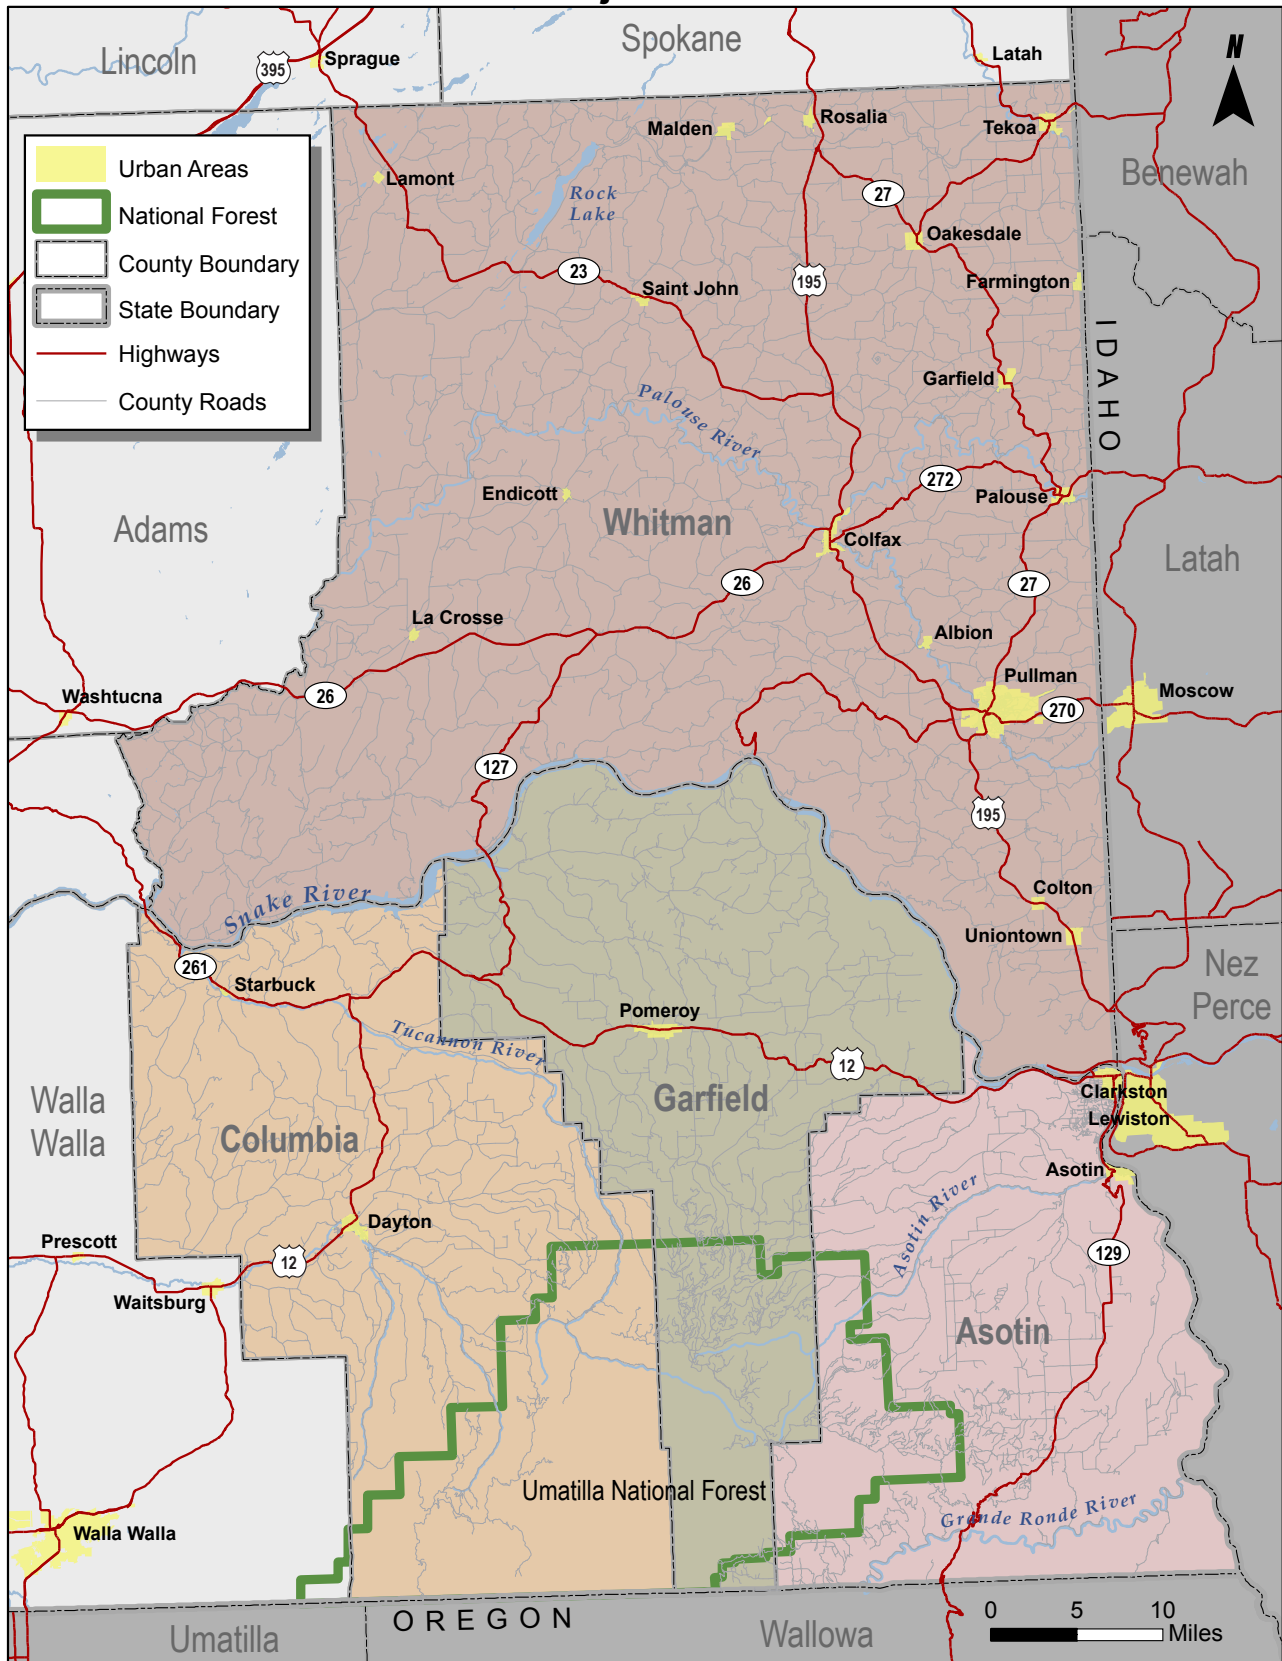 Lincoln
395
Sprague
Spokane
Latah
N
Malden
Rosalia
Tekoa
Urban Areas
National Forest
County Boundary
State Boundary
Highways
County Roads
Lamont
Rock
Lake
27
Benewah
Oakesdale
23
Saint John
195
Farmington
IDAHO
Garfield
Palouse River
272
Palouse
Endicott
Whitman
Colfax
Adams
Latah
26
27
La Crosse
Albion
Washtucna
26
Pullman
270
Moscow
127
195
Snake River
Colton
Uniontown
261
Starbuck
Nez
Perce
Pomeroy
Tucannon River
12
Walla
Walla
Garfield
Clarkston
Lewiston
Columbia
Asotin
Asotin River
Dayton
Prescott
12
129
Waitsburg
Asotin
Umatilla National Forest
Grande Ronde River
Walla Walla
OREGON
0 5 10
Miles
Umatilla
Wallowa